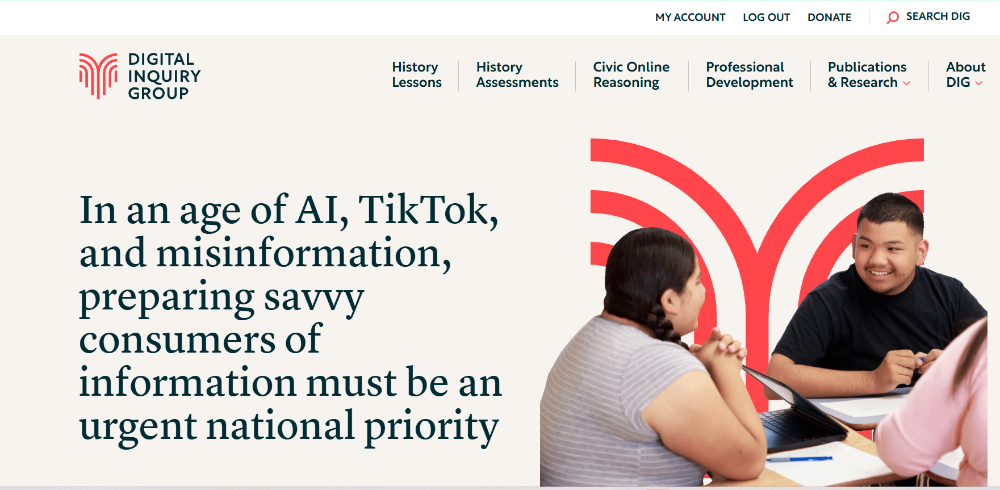 MY ACCOUNT LOG OUT DONATE SEARCH DIG
DIGITAL
INQUIRY
GROUP
History
Lessons
History
Assessments
Civic Online
Reasoning
Professional
Development
Publications
& Research
About
DIG
In an age of AI, TikTok,
and misinformation,
preparing savvy
consumers of
information must be an
urgent national priority